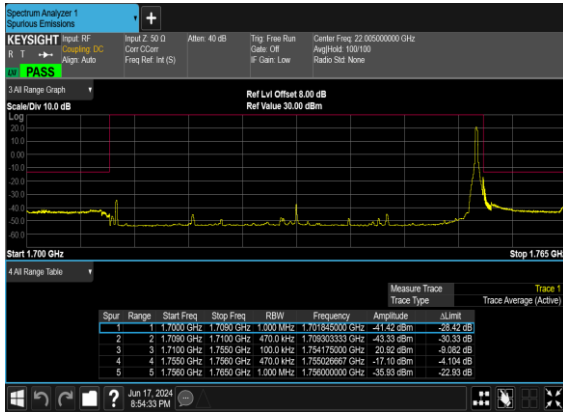 Spectrum Analyzer 1
Spurious Emissions
+
KEYSIGHT Input: RF Input Z: 50 Ω Atten: 40 dB Trig: Free Run Center Freq: 22.005000000 GHz
R T Coupling: DC Corr CCorr Gate: Off Avg|Hold: 100/100
Align: Auto Freq Ref: Int (S) IF Gain: Low Radio Std: None
LXI PASS
3 All Range Graph
Ref Lvl Offset 8.00 dB
Scale/Div 10.0 dB Ref Value 30.00 dBm
Log
20.0
10.0
0.00
-10.0
-20.0
-30.0
-40.0
-50.0
-60.0
Start 1.700 GHz Stop 1.765 GH
4 All Range Table
Measure Trace Trace 1
Trace Type Trace Average (Active)
Spur Range Start Freq Stop Freq RBW Frequency Amplitude ΔLimit
1 1 1.7000 GHz 1.7090 GHz 1.000 MHz 1.701845000 GHz -41.42 dBm -28.42 dB
2 2 1.7090 GHz 1.7100 GHz 470.0 kHz 1.709303333 GHz -43.33 dBm -30.33 dB
3 3 1.7100 GHz 1.7550 GHz 100.0 kHz 1.754175000 GHz 20.92 dBm -9.082 dB
4 4 1.7550 GHz 1.7560 GHz 470.0 kHz 1.755026667 GHz -17.10 dBm -4.104 dB
5 5 1.7560 GHz 1.7650 GHz 1.000 MHz 1.756000000 GHz -35.93 dBm -22.93 dB
? Jun 17, 2024
8:54:33 PM